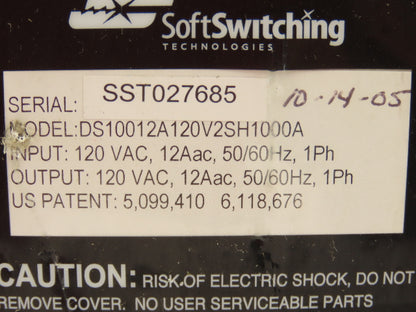 SoftSwitching
TECHNOLOGIES
SERIAL: SST027685 10-14-05
MODEL:DS10012A120V2SH1000A
INPUT: 120 VAC, 12Aac, 50/60Hz, 1Ph
OUTPUT: 120 VAC, 12Aac, 50/60Hz, 1Ph
US PATENT: 5,099,410 6,118,676
CAUTION: RISK OF ELECTRIC SHOCK, DO NOT
REMOVE COVER. NO USER SERVICEABLE PARTS